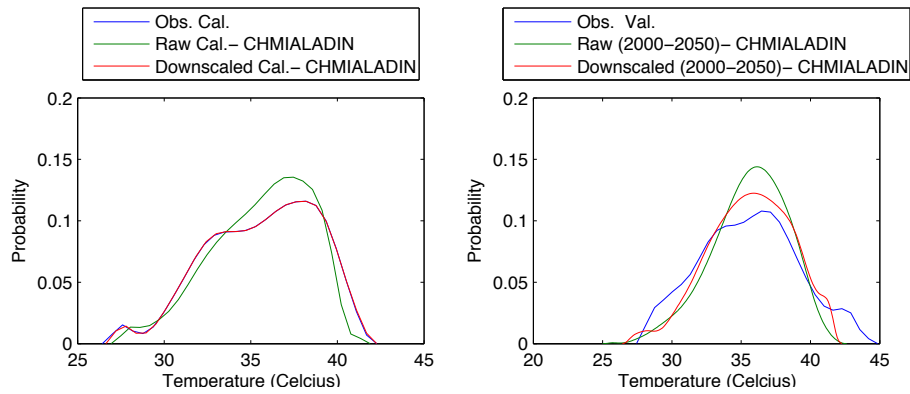 Obs. Cal.
Raw Cal.− CHMIALADIN
Downscaled Cal.− CHMIALADIN
0.2
0.15
0.1
0.05
0
Probability
25 30 35 40 45
Temperature (Celcius)
Obs. Val.
Raw (2000−2050)− CHMIALADIN
Downscaled (2000−2050)− CHMIALADIN
0.2
0.15
0.1
0.05
0
Probability
20 25 30 35 40 45
Temperature (Celcius)